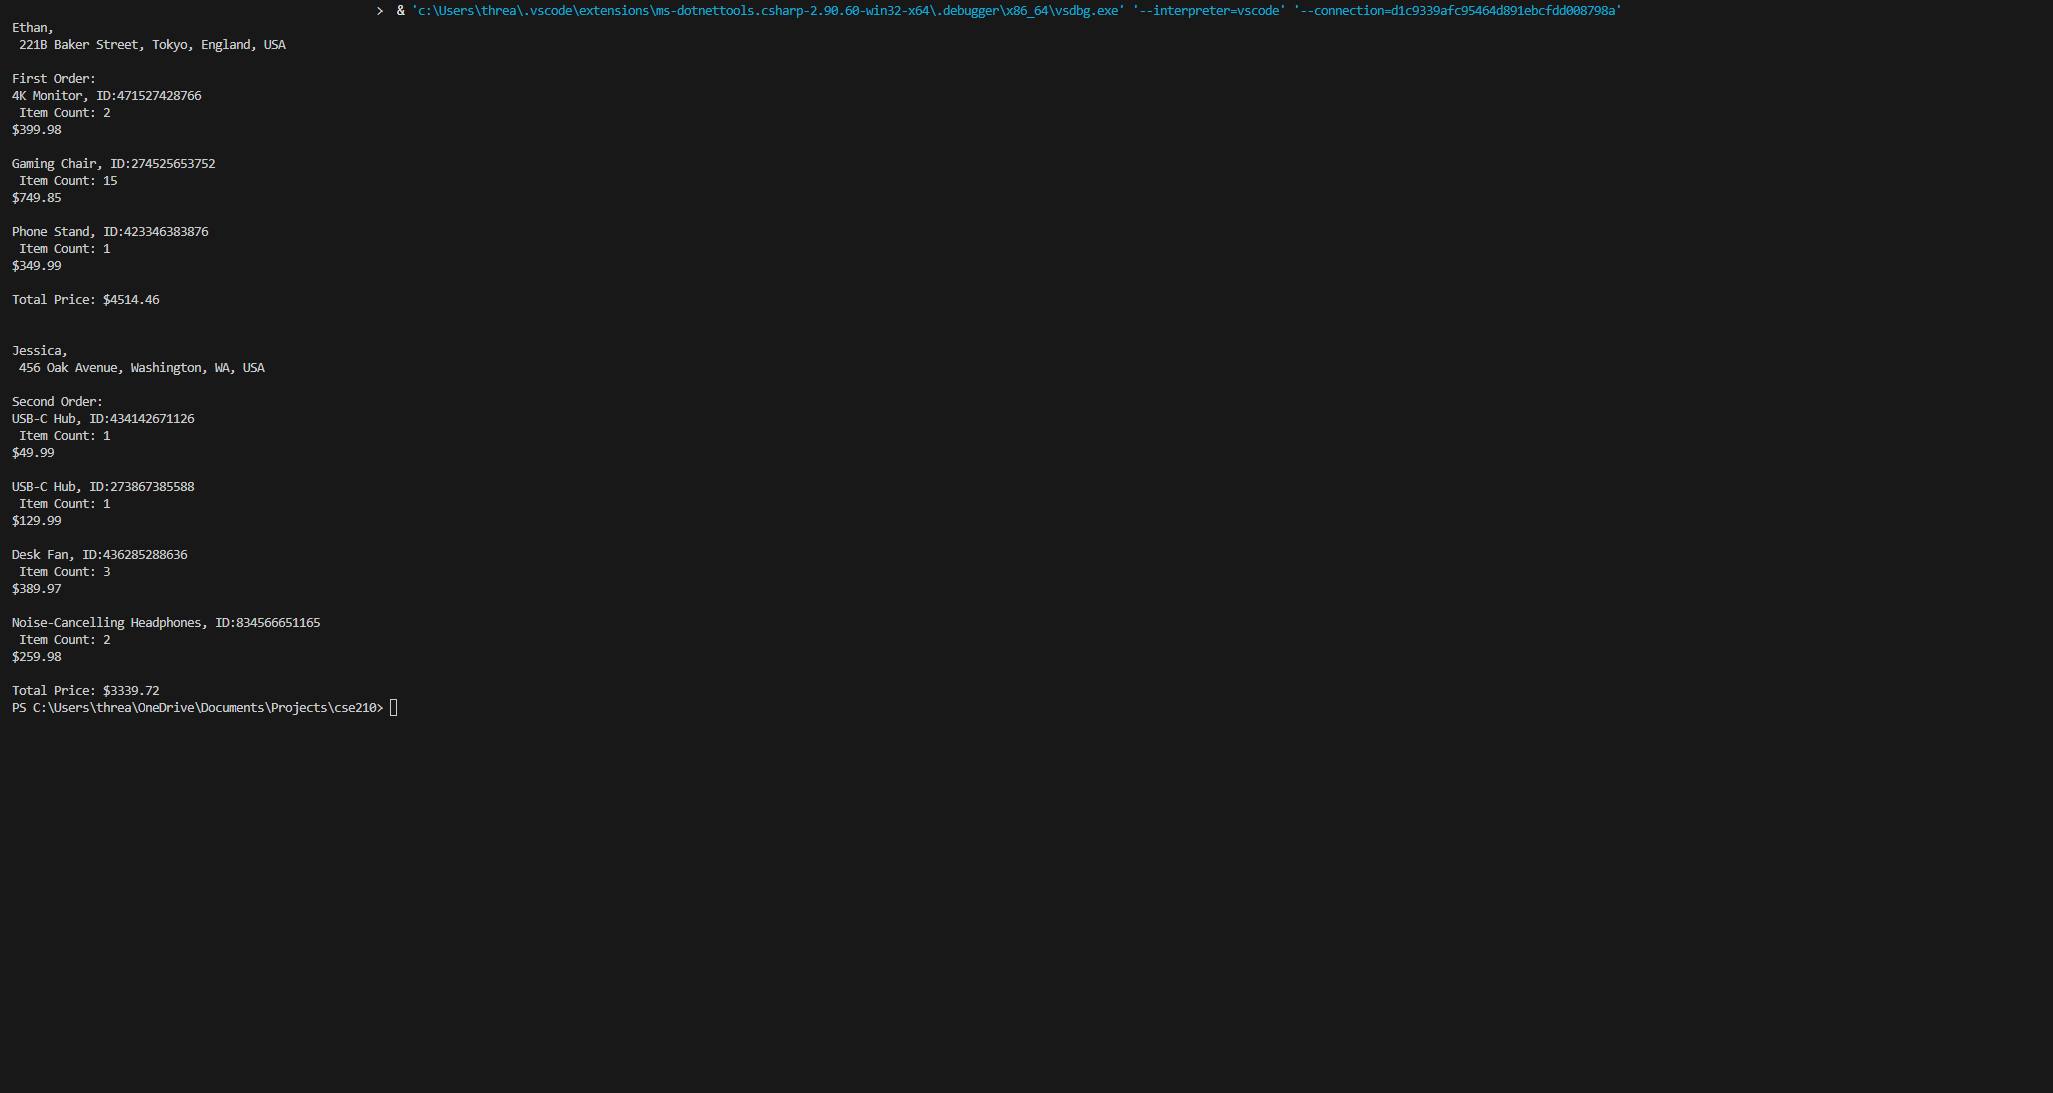 > & 'c:\Users\threa\.vscode\extensions\ms-dotnettools.csharp-2.90.60-win32-x64\.debugger\x86_64\vsdbg.exe' '--interpreter=vscode' '--connection=d1c9339afc95464d891ebcfdd008798a'
Ethan,
221B Baker Street, Tokyo, England, USA
First Order:
4K Monitor, ID:471527428766
Item Count: 2
$399.98
Gaming Chair, ID:274525653752
Item Count: 15
$749.85
Phone Stand, ID:423346383876
Item Count: 1
$349.99
Total Price: $4514.46
Jessica,
456 Oak Avenue, Washington, WA, USA
Second Order:
USB-C Hub, ID:434142671126
Item Count: 1
$49.99
USB-C Hub, ID:273867385588
Item Count: 1
$129.99
Desk Fan, ID:436285288636
Item Count: 3
$389.97
Noise-Cancelling Headphones, ID:834566651165
Item Count: 2
$259.98
Total Price: $3339.72
PS C:\Users\threa\OneDrive\Documents\Projects\cse210>